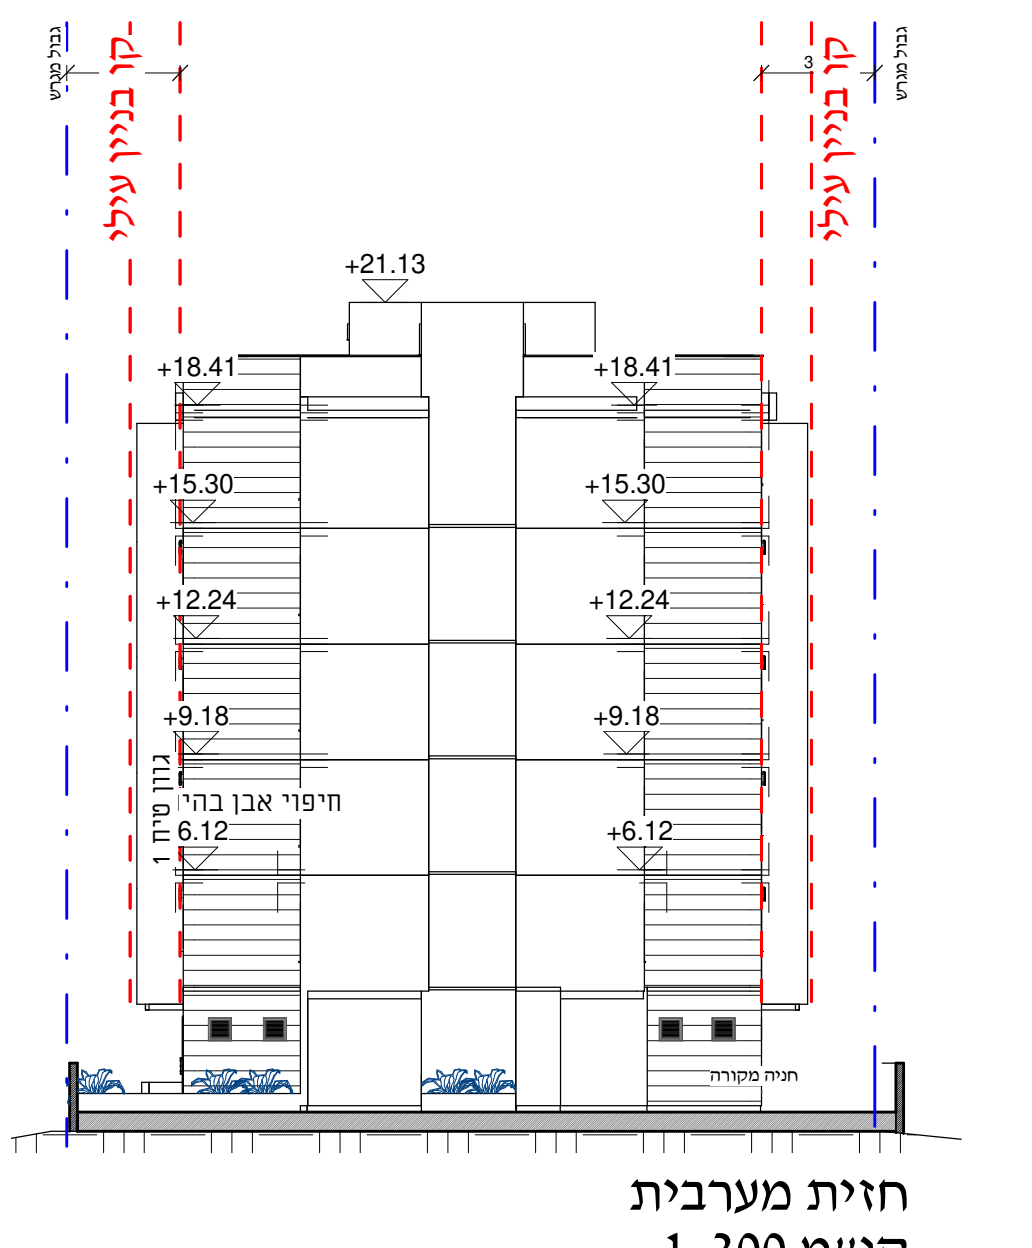 גבול מגרש
קו בניין עילי
3
קו בניין עילי
גבול מגרש
+21.13
+18.41
+18.41
+15.30
+15.30
+12.24
+12.24
+9.18
+9.18
גוון טיח 1
חיפוי אבן בהי
6.12
+6.12
חניה מקורה
חזית מערבית